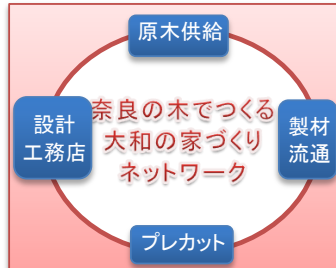 原木供給
設計
工務店
奈良の木でつくる
大和の家づくり
ネットワーク
製材
流通
プレカット